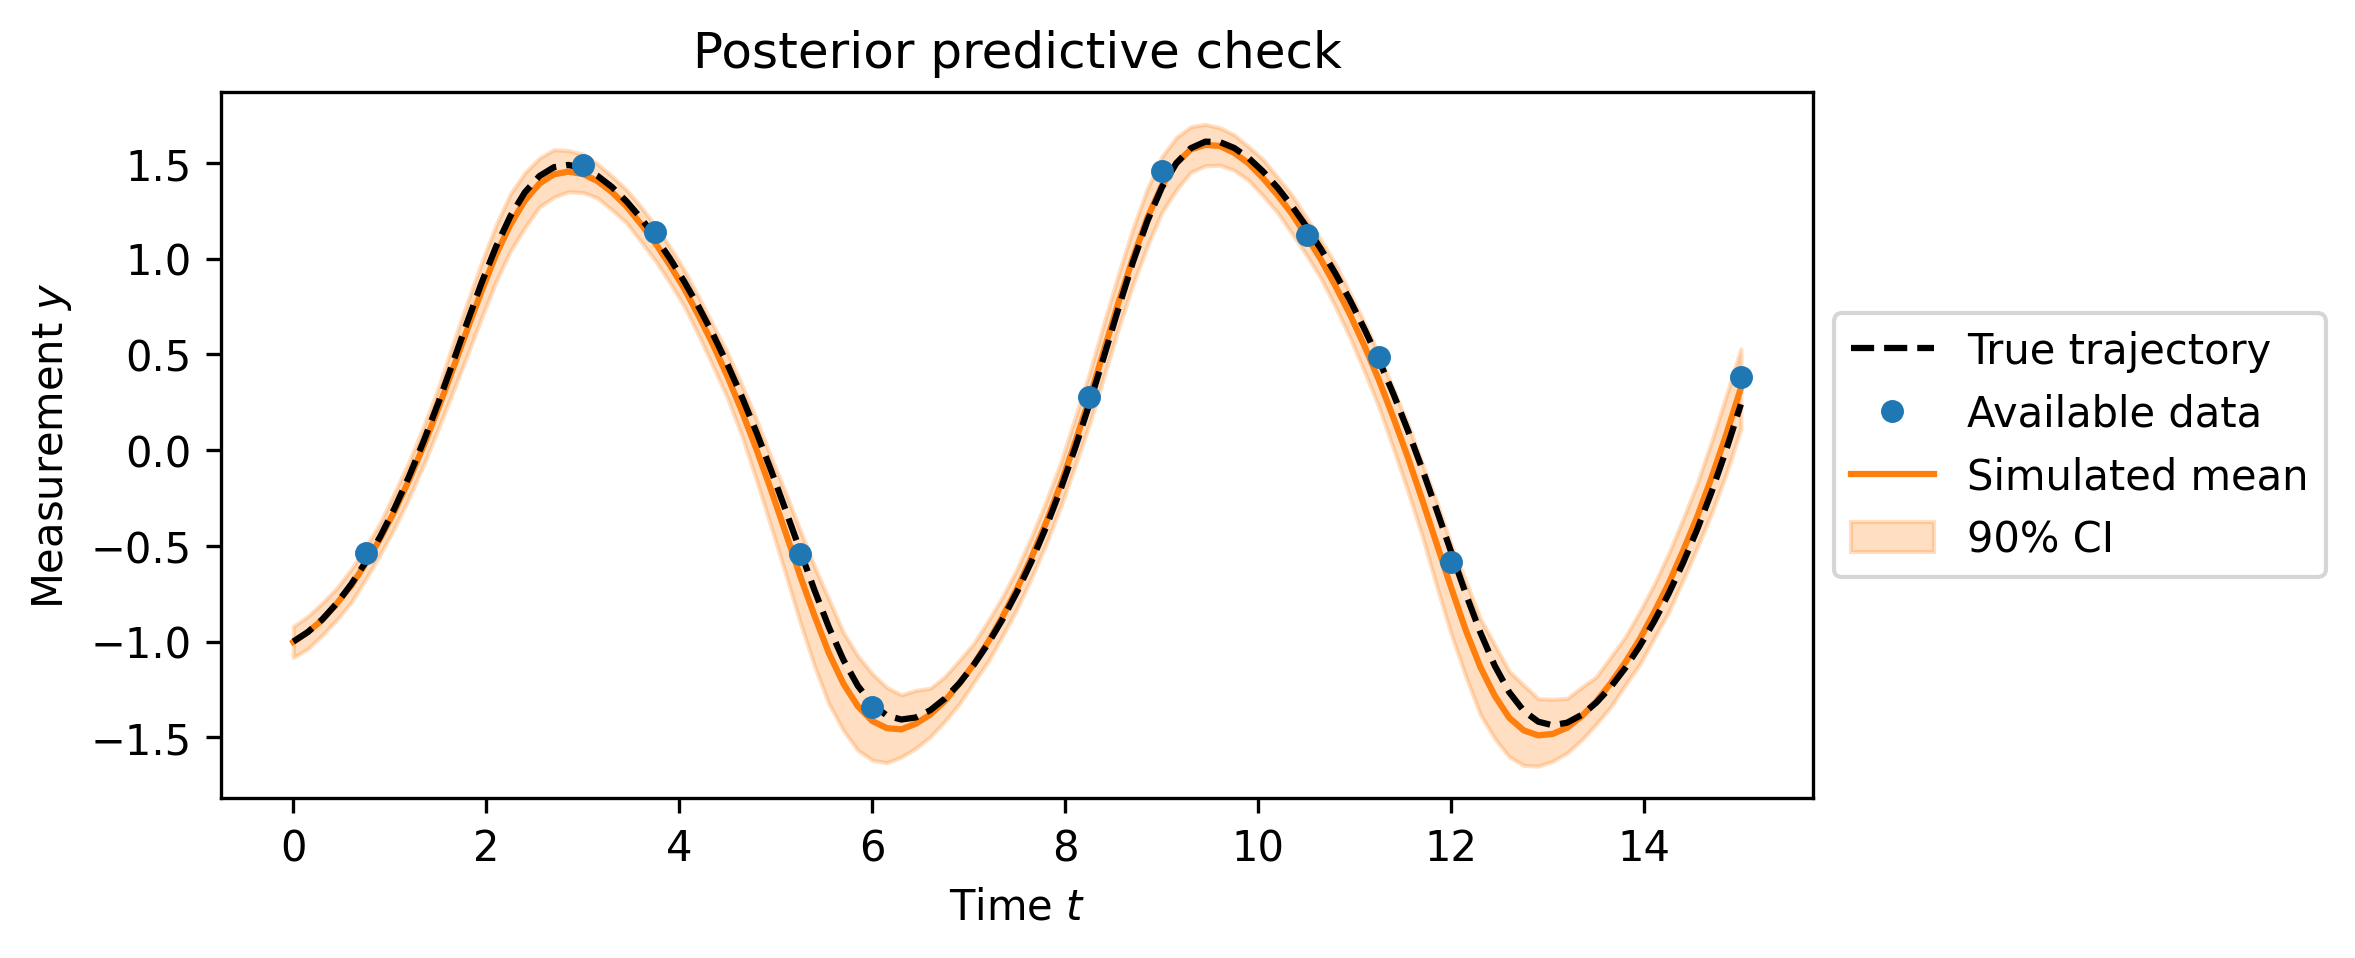 Posterior predictive check
Measurement y
1.5
1.0
0.5
0.0
−0.5
−1.0
−1.5
0 2 4 6 8 10 12 14
Time t
True trajectory
Available data
Simulated mean
90% CI